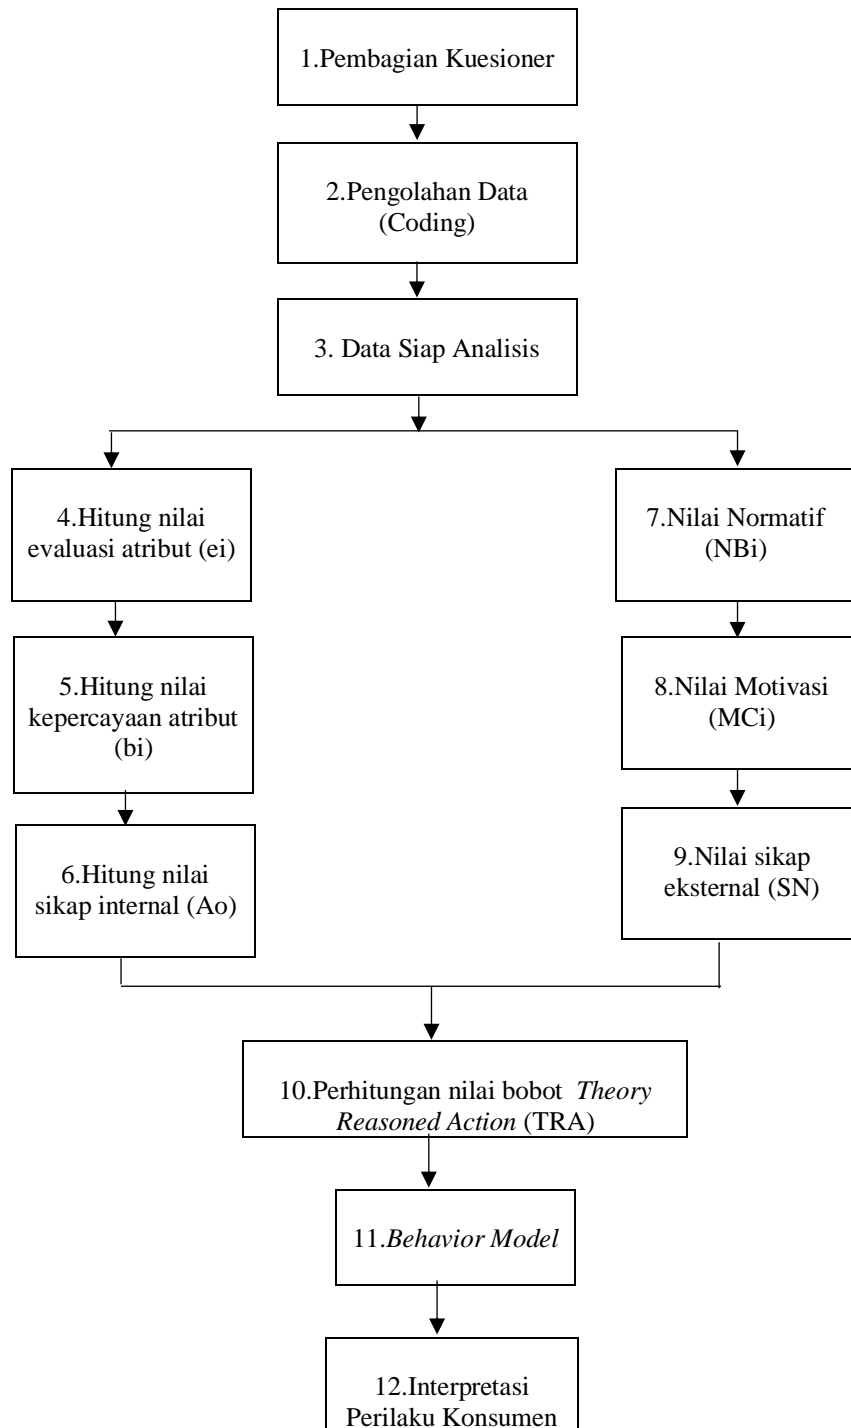 1.Pembagian Kuesioner
2.Pengolahan Data
(Coding)
3. Data Siap Analisis
4.Hitung nilai
evaluasi atribut (ei)
5.Hitung nilai
kepercayaan atribut
(bi)
6.Hitung nilai
sikap internal (Ao)
7.Nilai Normatif
(NBi)
8.Nilai Motivasi
(MCi)
9.Nilai sikap
eksternal (SN)
10.Perhitungan nilai bobot Theory
Reasoned Action (TRA)
11.Behavior Model
12.Interpretasi
Perilaku Konsumen